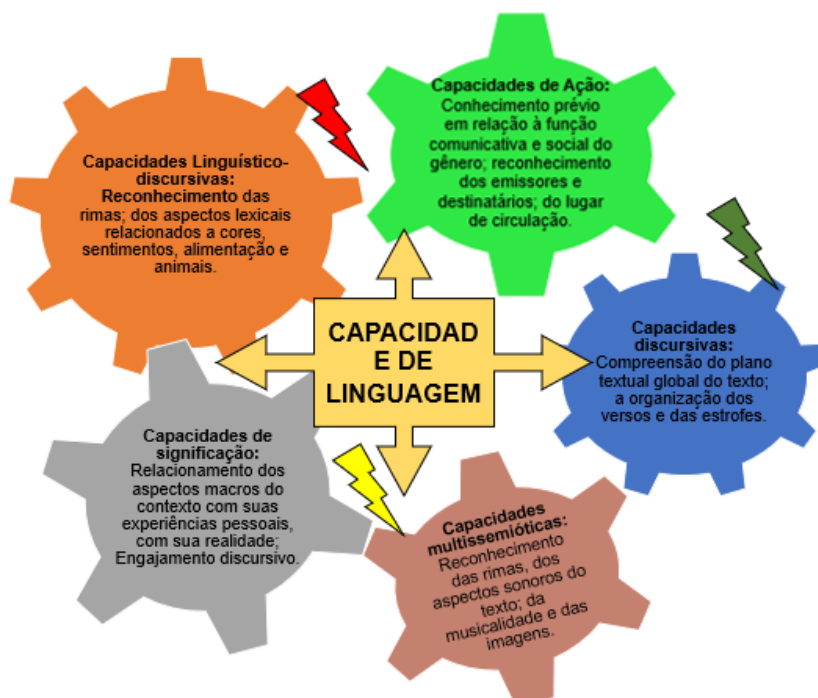 Capacidades de Ação:
Conhecimento prévio
em relação à função
comunicativa e social do
gênero; reconhecimento
dos emissores e
destinatários; do lugar
de circulação.
Capacidades Linguístico-
discursivas:
Reconhecimento das
rimas; dos aspectos lexicais
relacionados a cores,
sentimentos, alimentação e
animais.
CAPACIDAD
E DE
LINGUAGEM
Capacidades
discursivas:
Compreensão do plano
textual global do texto;
a organização dos
versos e das estrofes.
Capacidades de
significação:
Relacionamento dos
aspectos macros do
contexto com suas
experiências pessoais,
com sua realidade;
Engajamento discursivo.
Capacidades
multissemióticas:
Reconhecimento
das rimas, dos
aspectos sonoros do
texto; da
musicalidade e das
imagens.